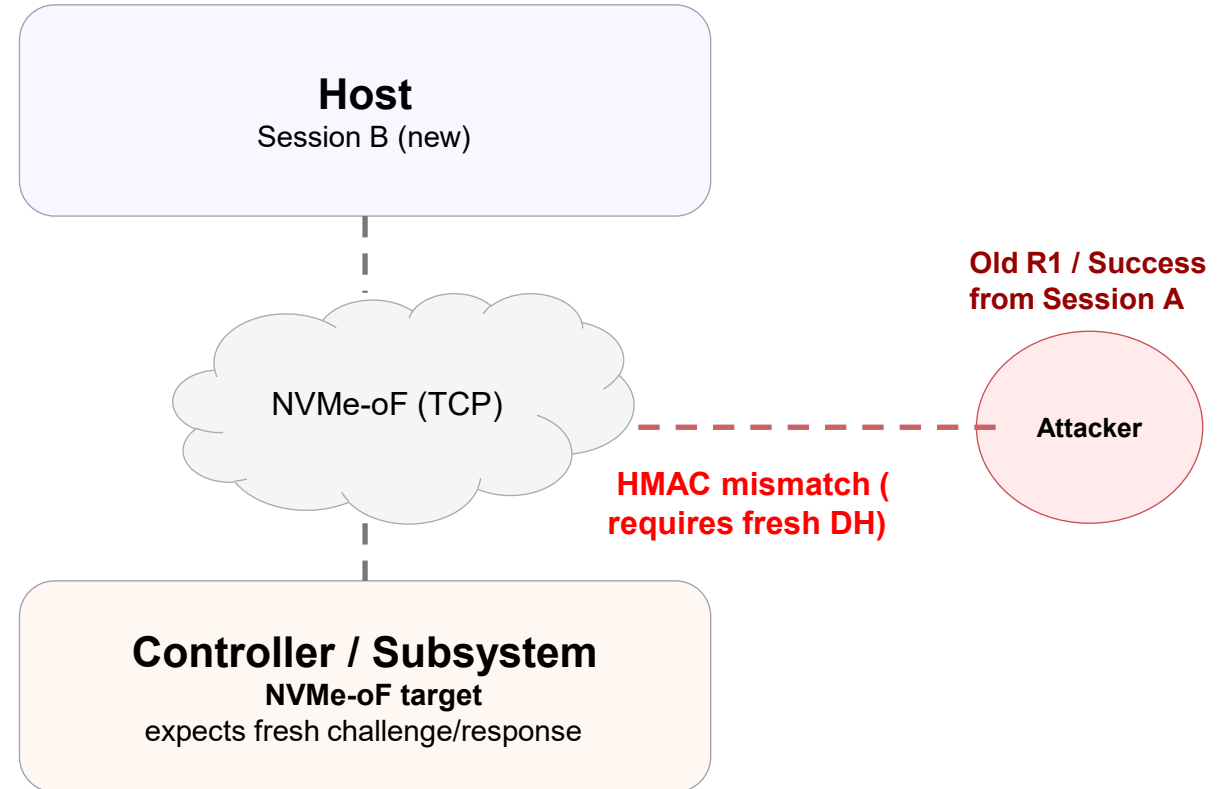 Host
Session B (new)
Old R1 / Success
from Session A
NVMe-oF (TCP)
Attacker
HMAC mismatch (
requires fresh DH)
Controller / Subsystem
NVMe-oF target
expects fresh challenge/response